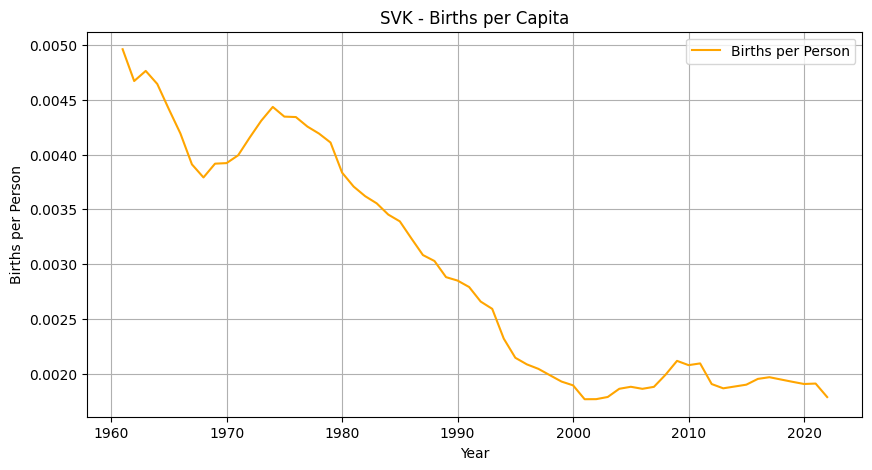 SVK - Births per Capita
Births per Person
0.0050
0.0045
0.0040
0.0035
0.0030
0.0025
0.0020
Births per Person
1960 1970 1980 1990 2000 2010 2020
Year